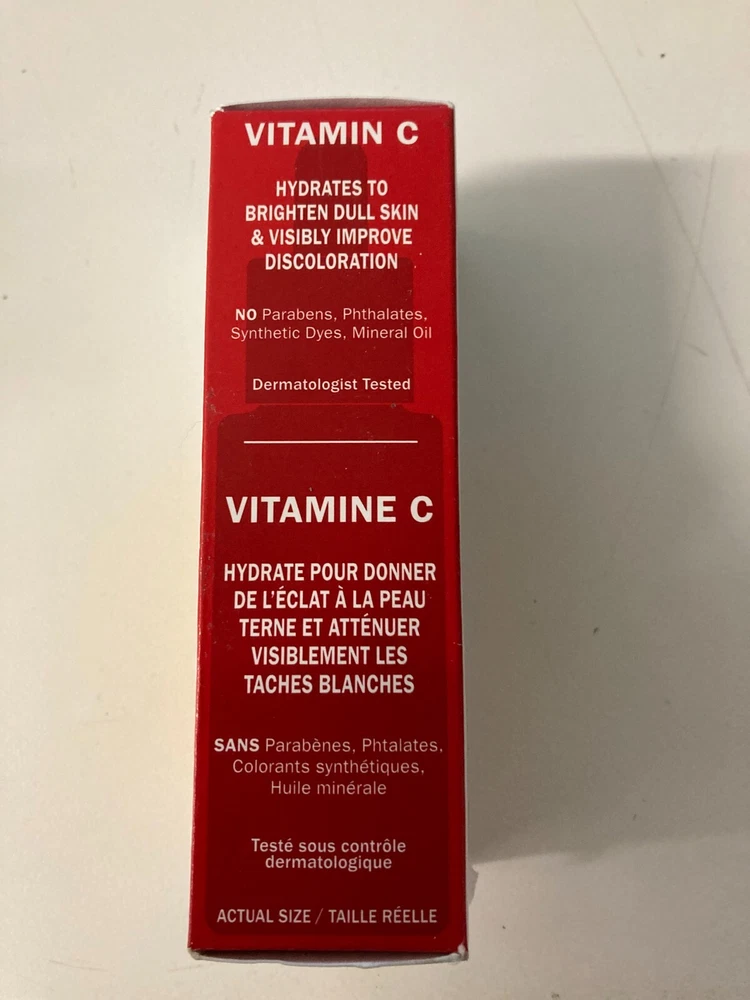 VITAMIN C
HYDRATES TO
BRIGHTEN DULL SKIN
& VISIBLY IMPROVE
DISCOLORATION
NO Parabens, Phthalates,
Synthetic Dyes, Mineral Oil
Dermatologist Tested
VITAMINE C
HYDRATE POUR DONNER
DE L'ÉCLAT À LA PEAU
TERNE ET ATTÉNUER
VISIBLEMENT LES
TACHES BLANCHES
SANS Parabènes, Phtalates,
Colorants synthétiques,
Huile minérale
Testé sous contrôle
dermatologique
ACTUAL SIZE / TAILLE RÉELLE